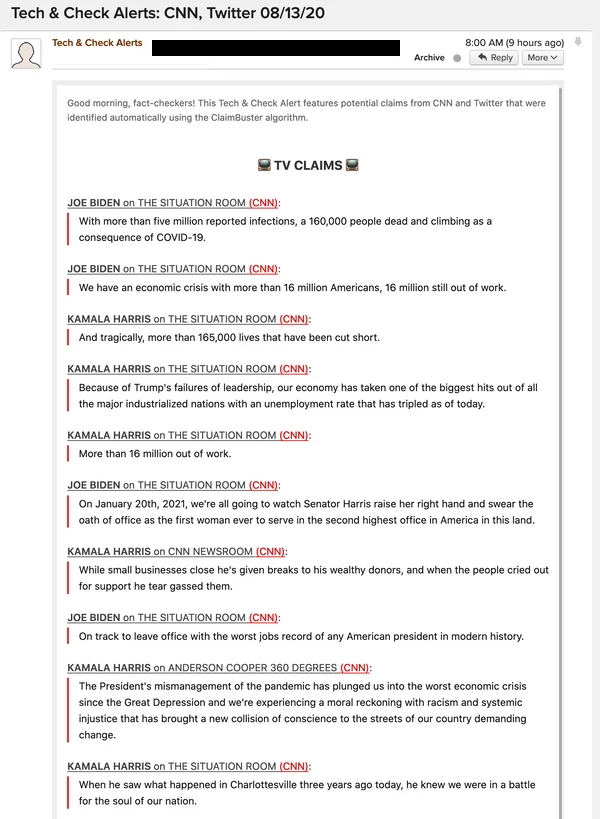 Tech & Check Alerts: CNN, Twitter 08/13/20
Tech & Check Alerts
8:00 AM (9 hours ago)
Archive
Reply
More
Good morning, fact-checkers! This Tech & Check Alert features potential claims from CNN and Twitter that were
identified automatically using the ClaimBuster algorithm.
TV CLAIMS
JOE BIDEN on THE SITUATION ROOM (CNN):
With more than five million reported infections, a 160,000 people dead and climbing as a
consequence of COVID-19.
JOE BIDEN on THE SITUATION ROOM (CNN):
We have an economic crisis with more than 16 million Americans, 16 million still out of work.
KAMALA HARRIS on THE SITUATION ROOM (CNN):
And tragically, more than 165,000 lives that have been cut short.
KAMALA HARRIS on THE SITUATION ROOM (CNN):
Because of Trump's failures of leadership, our economy has taken one of the biggest hits out of all
the major industrialized nations with an unemployment rate that has tripled as of today.
KAMALA HARRIS on THE SITUATION ROOM (CNN):
More than 16 million out of work.
JOE BIDEN on THE SITUATION ROOM (CNN):
On January 20th, 2021, we're all going to watch Senator Harris raise her right hand and swear the
oath of office as the first woman ever to serve in the second highest office in America in this land.
KAMALA HARRIS on CNN NEWSROOM (CNN):
While small businesses close he's given breaks to his wealthy donors, and when the people cried out
for support he tear gassed them.
JOE BIDEN on THE SITUATION ROOM (CNN):
On track to leave office with the worst jobs record of any American president in modern history.
KAMALA HARRIS on ANDERSON COOPER 360 DEGREES (CNN):
The President's mismanagement of the pandemic has plunged us into the worst economic crisis
since the Great Depression and we're experiencing a moral reckoning with racism and systemic
injustice that has brought a new collision of conscience to the streets of our country demanding
change.
KAMALA HARRIS on THE SITUATION ROOM (CNN):
When he saw what happened in Charlottesville three years ago today, he knew we were in a battle
for the soul of our nation.